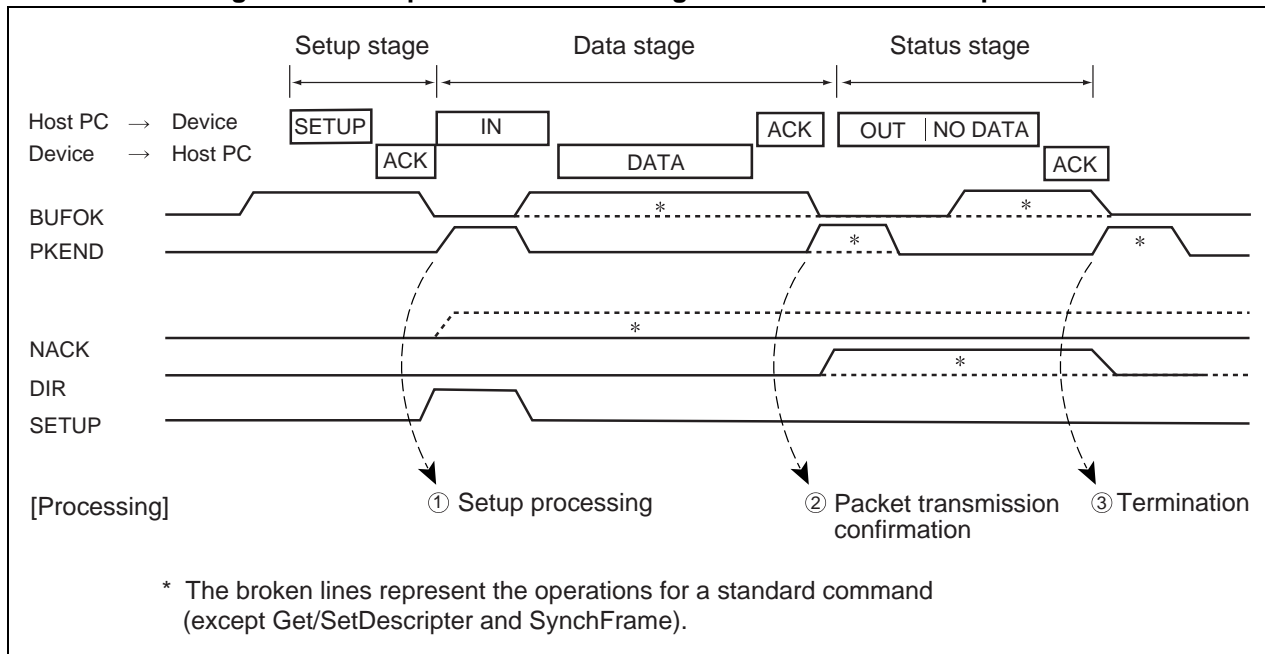 Setup stage Data stage Status stage
Host PC → Device SETUP IN ACK OUT NO DATA
Device → Host PC ACK DATA ACK
BUFOK * *
PKEND * *
*
NACK *
DIR
SETUP
[Processing] ① Setup processing ② Packet transmission ③ Termination
confirmation
* The broken lines represent the operations for a standard command
(except Get/SetDescripter and SynchFrame).